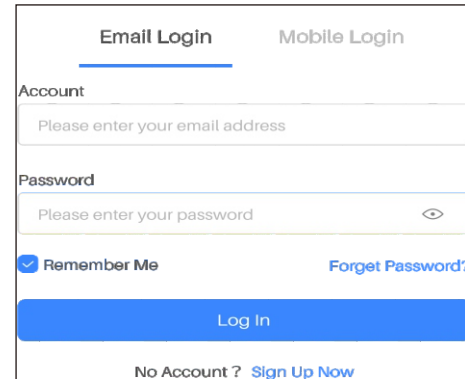 Email Login Mobile Login
Account
Please enter your email address
Password
Please enter your password
Remember Me Forget Password?
Log In
No Account ? Sign Up Now